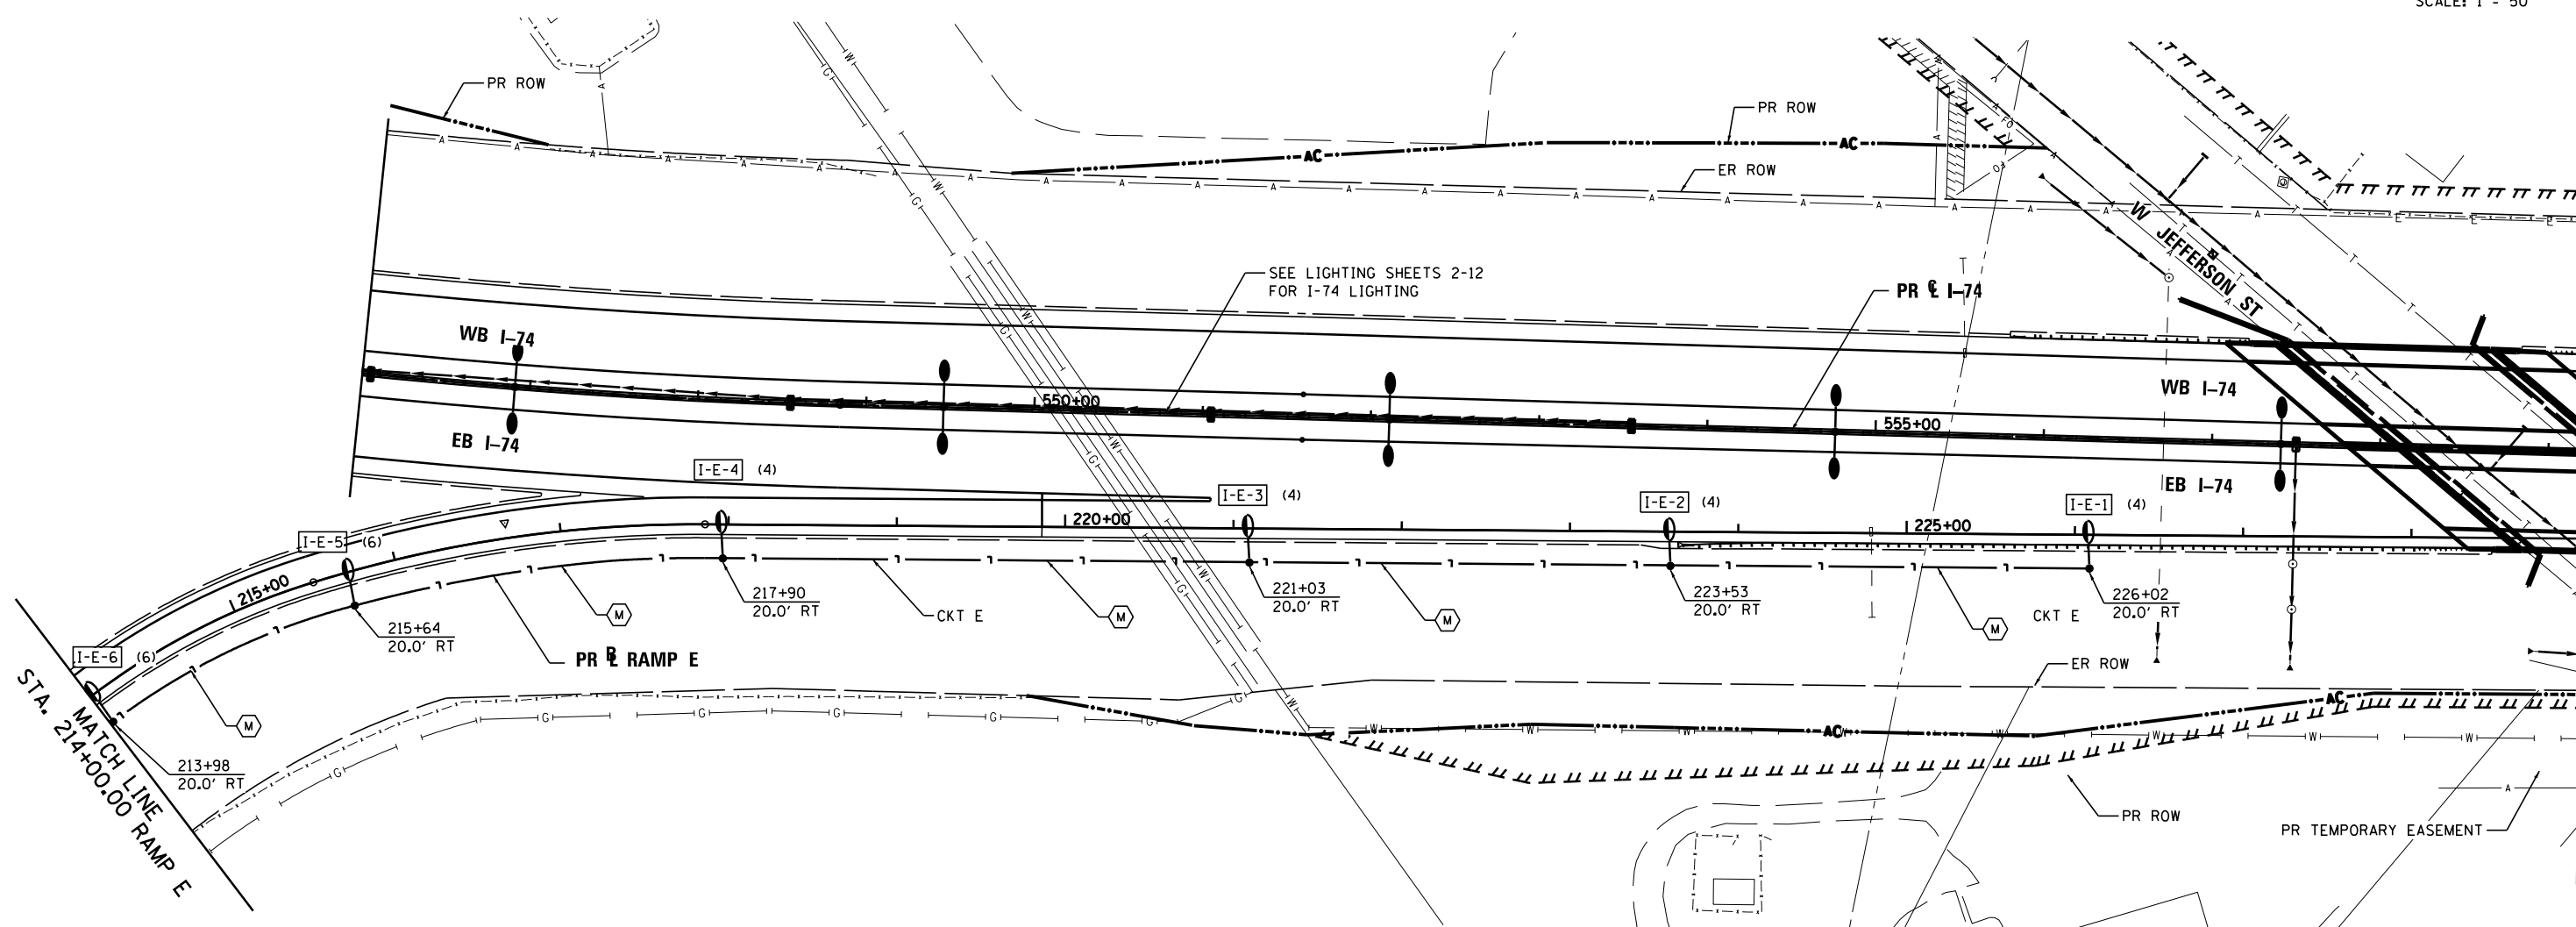 SCALE: 1" = 50'
PR ROW
PR ROW
ER ROW
W JEFFERSON ST
SEE LIGHTING SHEETS 2-12
FOR I-74 LIGHTING
PR ℄ I-74
WB I-74
WB I-74
550+00
555+00
EB I-74
EB I-74
I-E-4 (4)
I-E-3 (4)
I-E-2 (4)
I-E-1 (4)
I-E-5 (6)
220+00
225+00
215+00
217+90
20.0' RT
221+03
20.0' RT
223+53
20.0' RT
226+02
20.0' RT
215+64
20.0' RT
M
CKT E
M
M
M
CKT E
I-E-6 (6)
PR BL RAMP E
ER ROW
M
213+98
20.0' RT
MATCH LINE
STA. 214+00.00 RAMP E
AC
AC
AC
AC
PR ROW
PR TEMPORARY EASEMENT